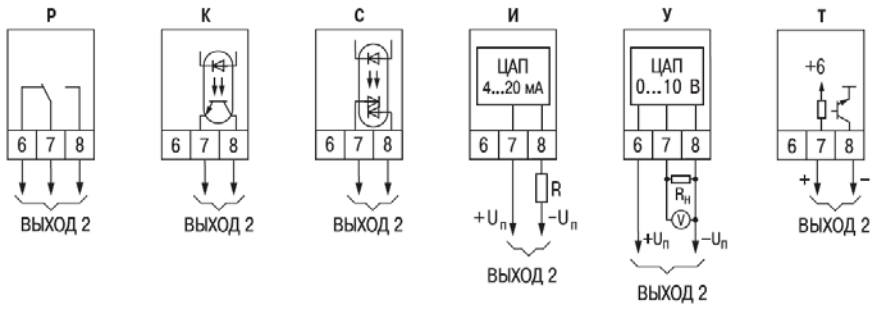 Р К С И У Т
ЦАП
4...20 мА
ЦАП
0...10 В
+6
6 7 8
6 7 8
6 7 8
6 7 8
6 7 8
6 7 8
R
Rн
V
+ –
+Uп –Uп
+Uп –Uп
ВЫХОД 2
ВЫХОД 2
ВЫХОД 2
ВЫХОД 2
ВЫХОД 2
ВЫХОД 2